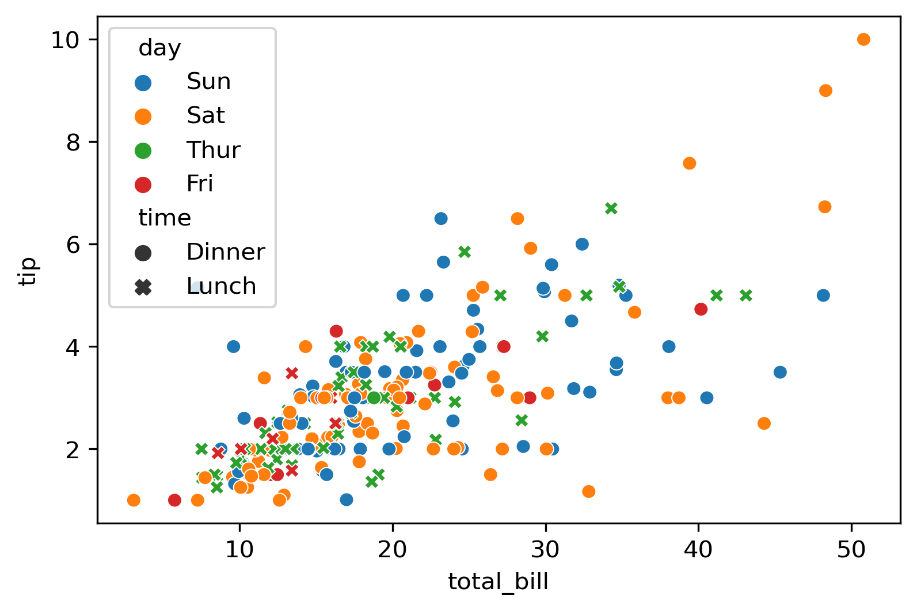 day
Sun
Sat
Thur
Fri
time
Dinner
Lunch
10
8
6
4
2
tip
10
20
30
40
50
total_bill